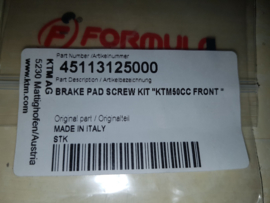 FORMULA
KTM AG
5230 Mattighofen/Austria
www.ktm.com
Part Number /Artikelnummer
45113125000
Part Description / Artikelbezeichnung
BRAKE PAD SCREW KIT "KTM50CC FRONT "
Original part / Originalteil
MADE IN ITALY
STK